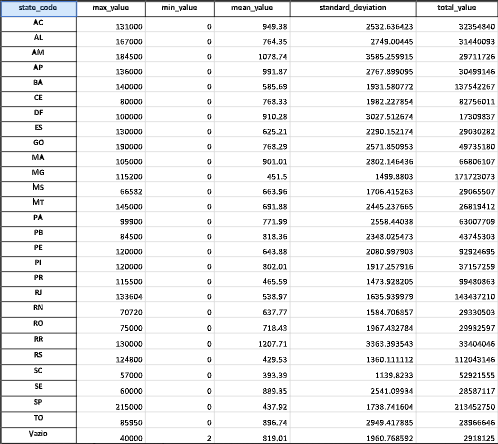 state_code max_value min_value mean_value standard_deviation total_value
AC 131000 0 949.38 2532.636423 32354840
AL 167000 0 764.35 2749.00445 31440093
AM 184500 0 1078.74 3585.259915 29711726
AP 136000 0 991.87 2767.899095 30499146
BA 140000 0 585.69 1931.580772 137542267
CE 80000 0 768.33 1982.227854 82756011
DF 100000 0 910.28 3027.512674 17309837
ES 130000 0 625.21 2290.152174 29030282
GO 190000 0 768.29 2571.850953 49735180
MA 105000 0 901.01 2802.146436 66806107
MG 115200 0 451.5 1499.8803 171723073
MS 66582 0 663.96 1706.415263 29065507
MT 145000 0 691.88 2445.237665 26819412
PA 99900 0 771.99 2558.44038 63007709
PB 84500 0 818.36 2348.025473 43745303
PE 120000 0 643.88 2080.997903 92924695
PI 120000 0 802.01 1917.257916 37157259
PR 115500 0 465.59 1473.928205 99480863
RJ 133604 0 538.97 1635.939979 143437210
RN 70720 0 637.77 1584.706857 29330503
RO 75000 0 718.43 1967.432784 29932597
RR 130000 0 1207.71 3363.393543 33404046
RS 124800 0 429.53 1360.111112 112043146
SC 57000 0 393.39 1139.8233 52921555
SE 60000 0 889.35 2541.09934 28587117
SP 215000 0 437.92 1738.741604 213452750
TO 85950 0 896.74 2949.417885 28966646
Vazio 40000 2 819.01 1960.768592 2918125